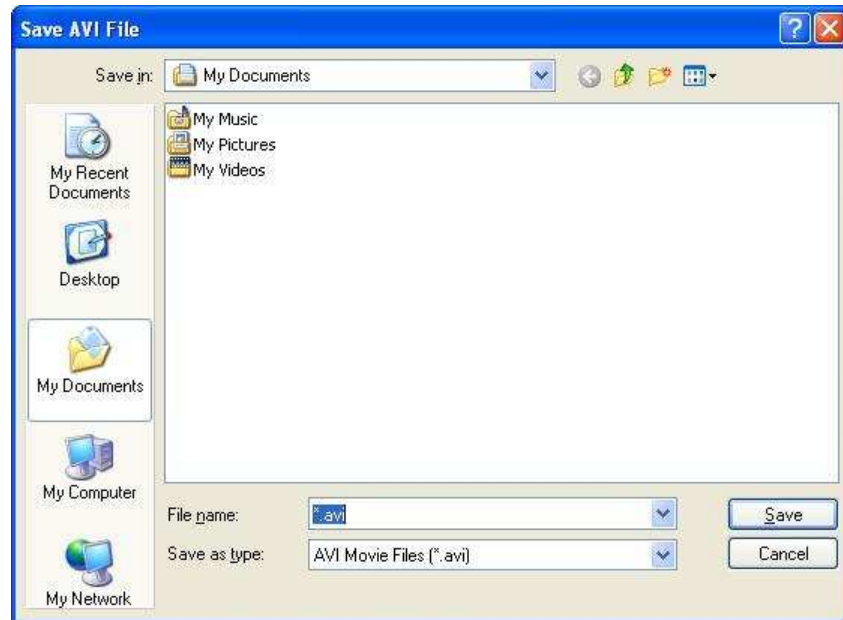 Save AVI File
Save in:
My Documents
My Recent
Documents
Desktop
My Documents
My Computer
My Network
My Music
My Pictures
My Videos
File name:
*.avi
Save
Save as type:
AVI Movie Files (*.avi)
Cancel